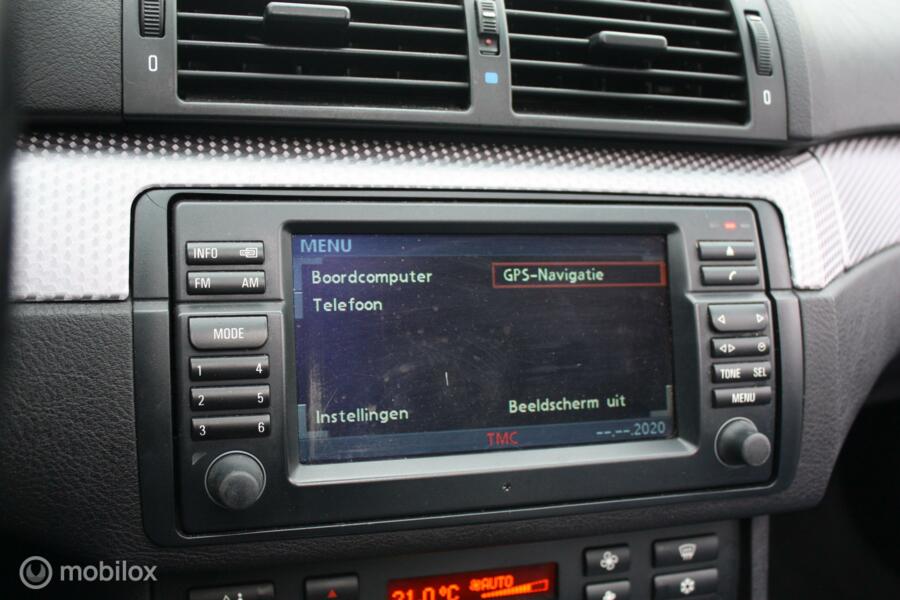 0
0
MENU
INFO
FM AM
MODE
1 4
2 5
3 6
Boordcomputer
GPS-Navigatie
Telefoon
Instellingen
Beeldscherm uit
TMC
--.--.2020
TONE SEL
MENU
21.0°C AUTO
mobilox